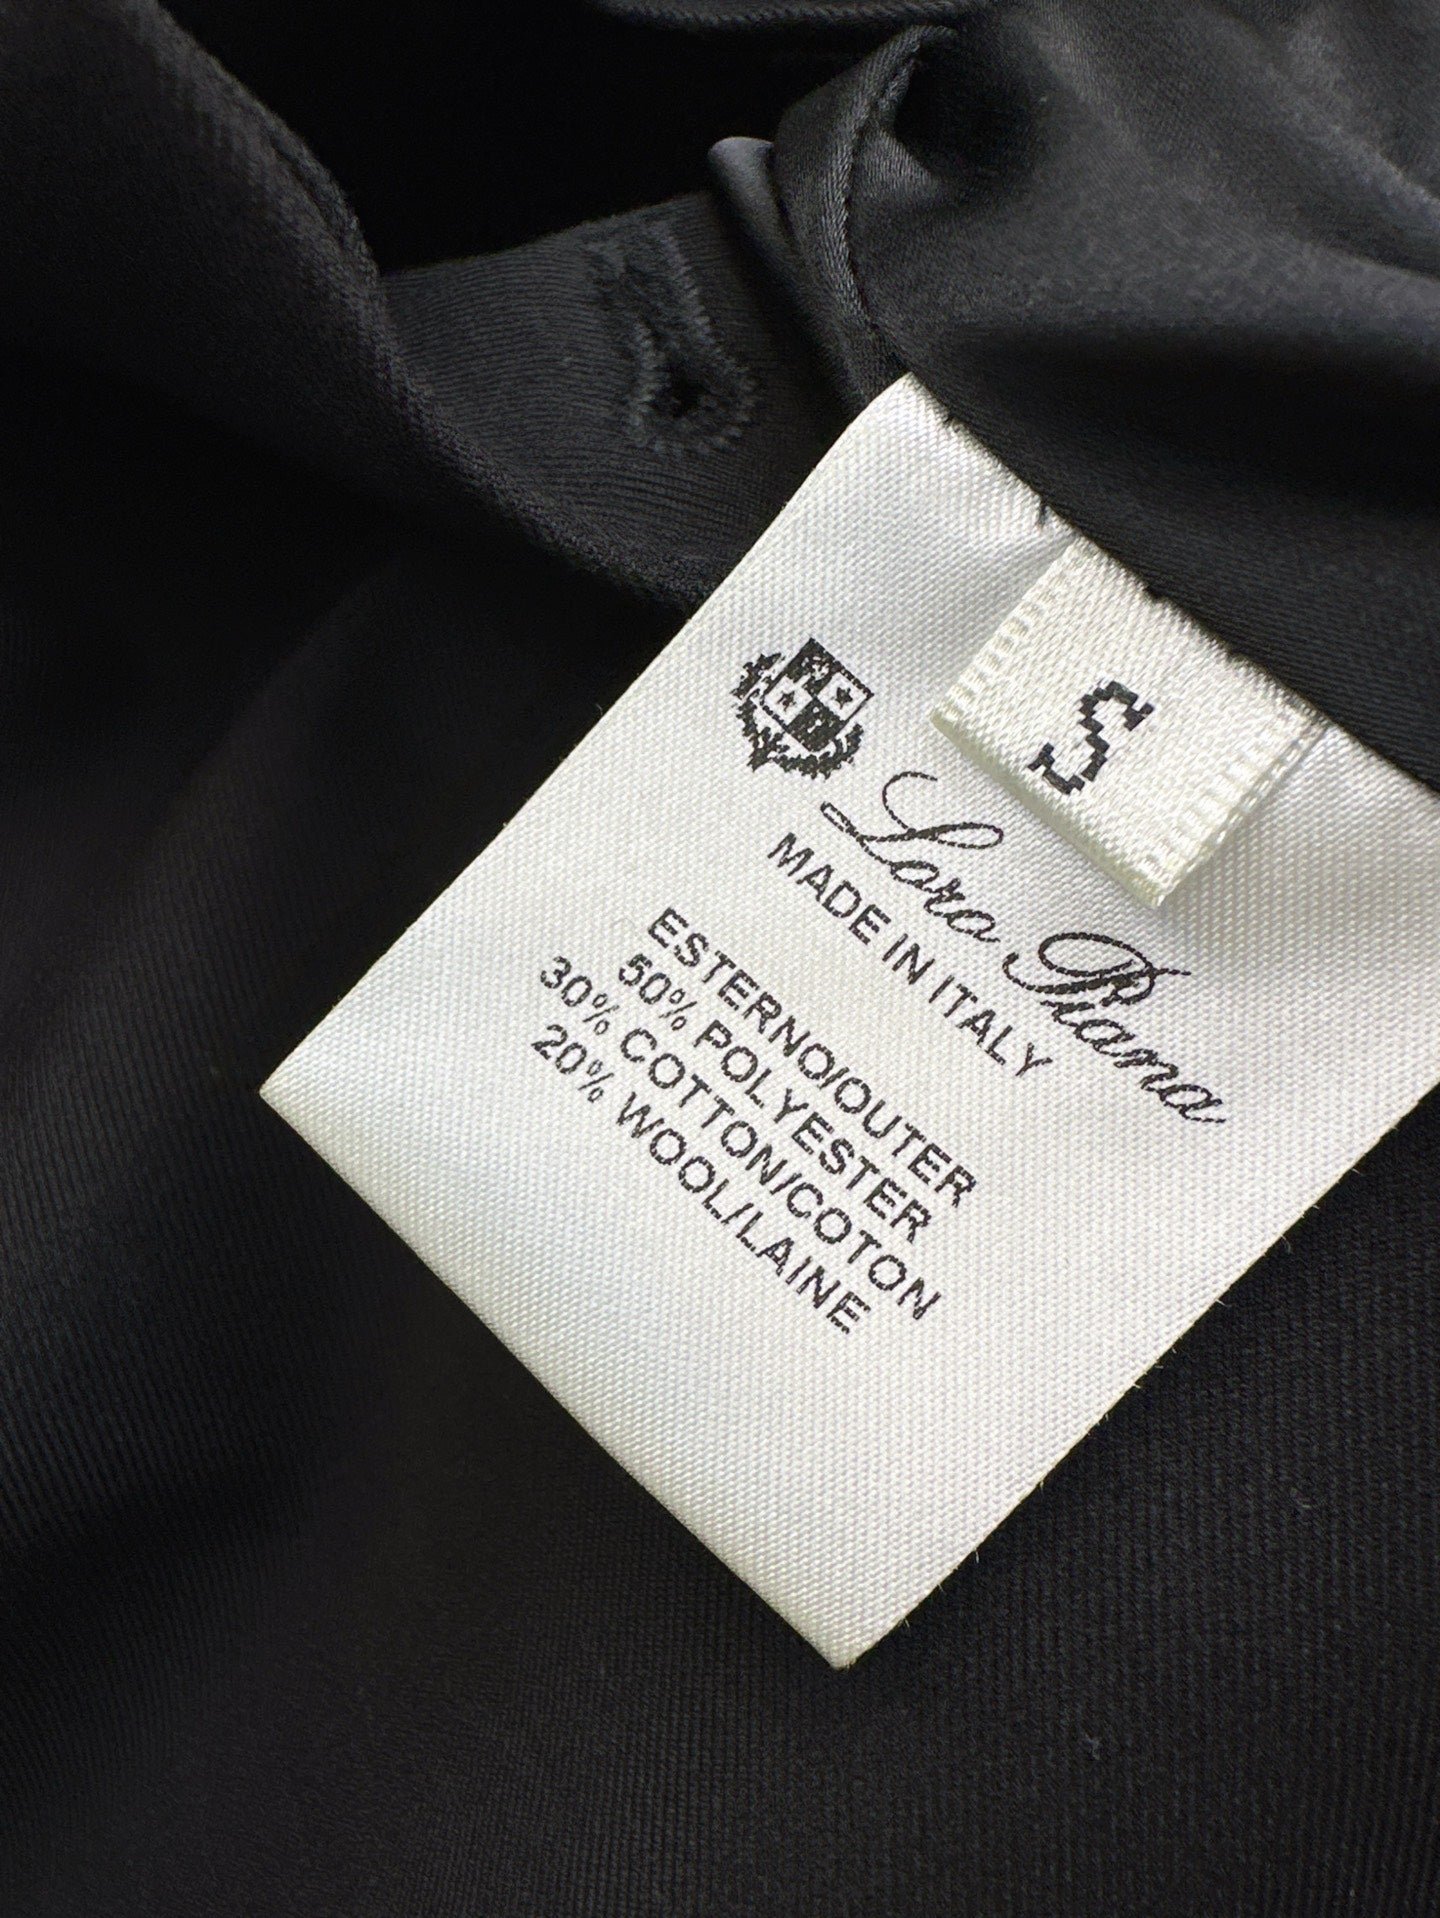 S
Loro Piana
MADE IN ITALY
ESTERNO/OUTER
50% POLYESTER
30% COTTON/COTON
20% WOOL/LAINE